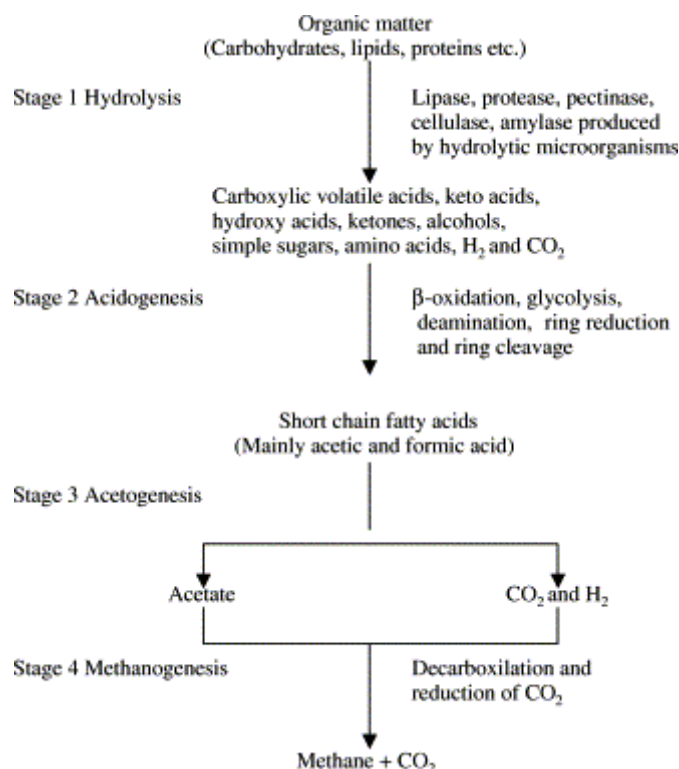 Organic matter
(Carbohydrates, lipids, proteins etc.)
Stage 1 Hydrolysis
Lipase, protease, pectinase,
cellulase, amylase produced
by hydrolytic microorganisms
Carboxylic volatile acids, keto acids,
hydroxy acids, ketones, alcohols,
simple sugars, amino acids, H₂ and CO₂
Stage 2 Acidogenesis
β-oxidation, glycolysis,
deamination, ring reduction
and ring cleavage
Short chain fatty acids
(Mainly acetic and formic acid)
Stage 3 Acetogenesis
Acetate
CO₂ and H₂
Stage 4 Methanogenesis
Decarboxilation and
reduction of CO₂
Methane + CO₂